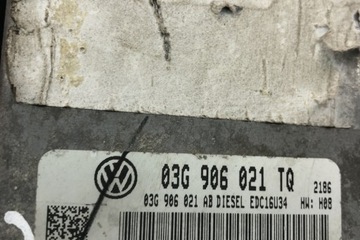 03G 906 021 TQ 2186
03G 906 021 AB DIESEL EDC16U34 HW: H08